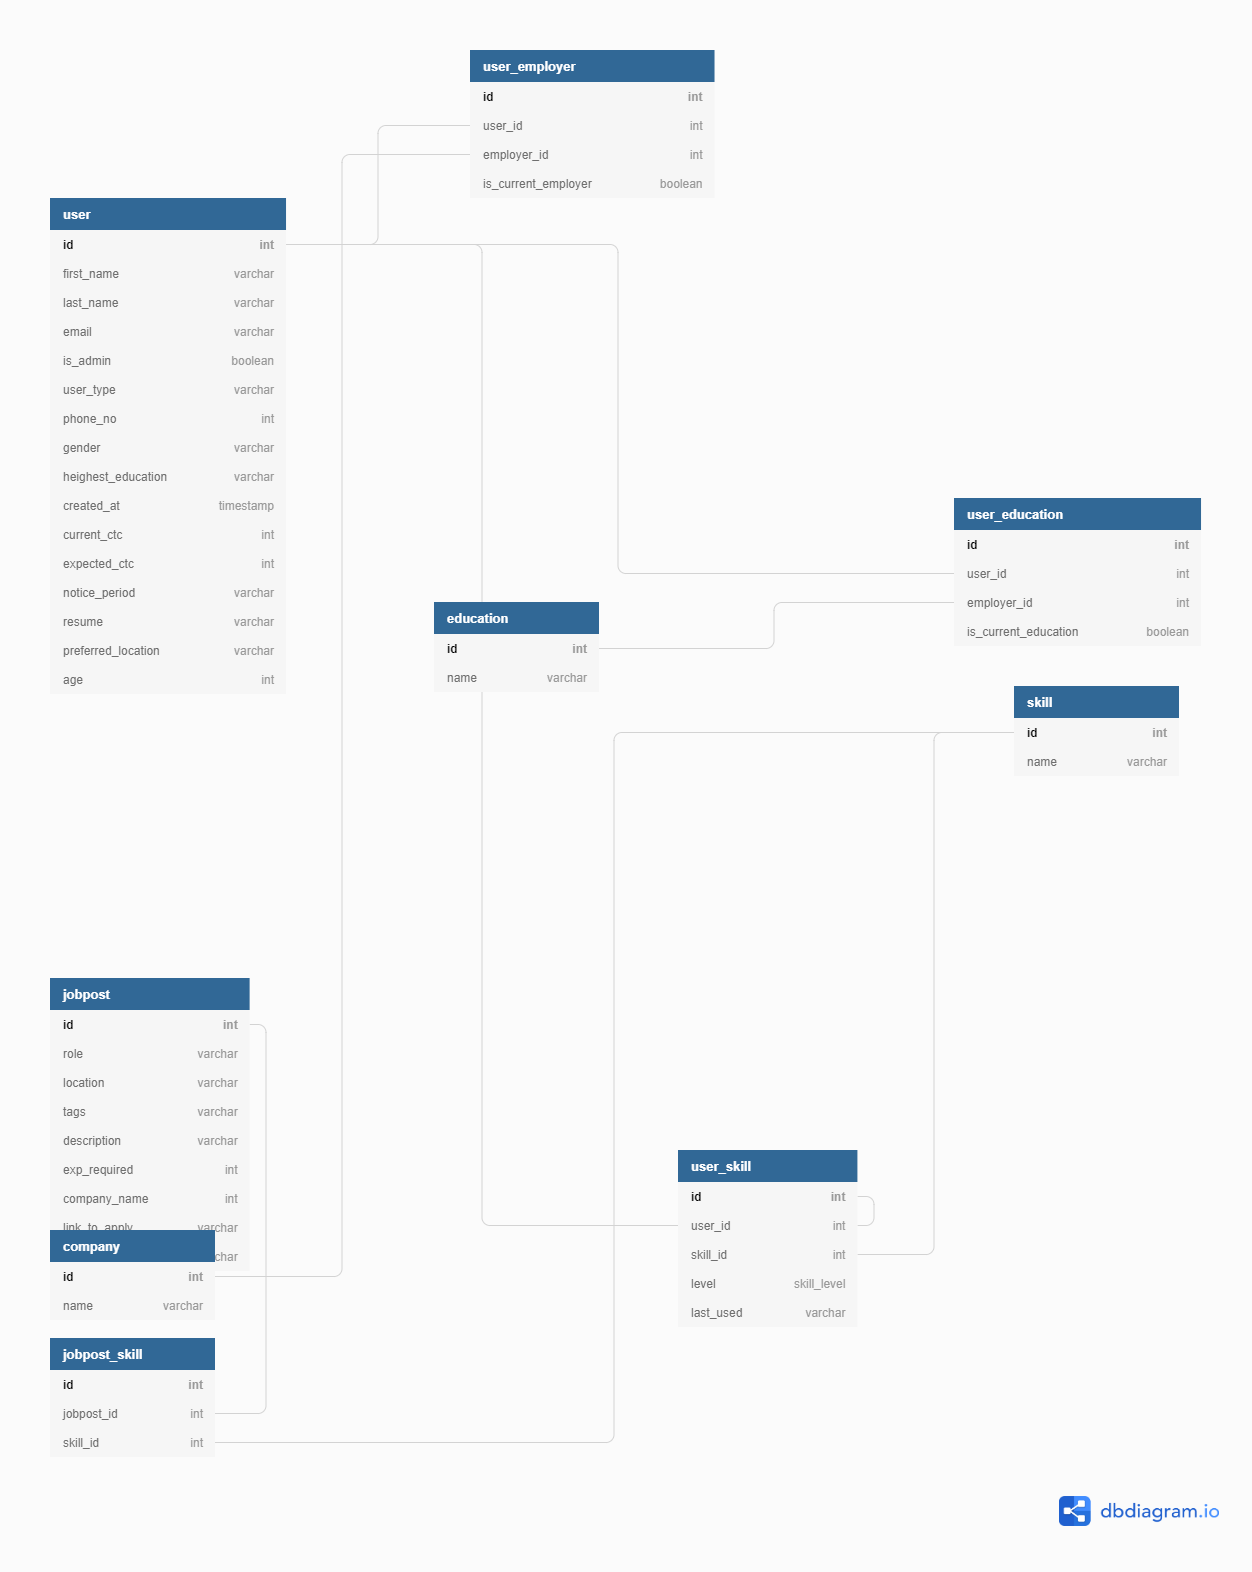 user_employer
id int
user_id int
employer_id int
is_current_employer boolean
user
id int
first_name varchar
last_name varchar
email varchar
is_admin boolean
user_type varchar
phone_no int
gender varchar
heighest_education varchar
created_at timestamp
current_ctc int
expected_ctc int
notice_period varchar
resume varchar
preferred_location varchar
age int
user_education
id int
user_id int
employer_id int
is_current_education boolean
education
id int
name varchar
skill
id int
name varchar
jobpost
id int
role varchar
location varchar
tags varchar
description varchar
exp_required int
company_name int
link_to_apply varchar
company
id int
name varchar
jobpost_skill
id int
jobpost_id int
skill_id int
user_skill
id int
user_id int
skill_id int
level skill_level
last_used varchar
dbdiagram.io